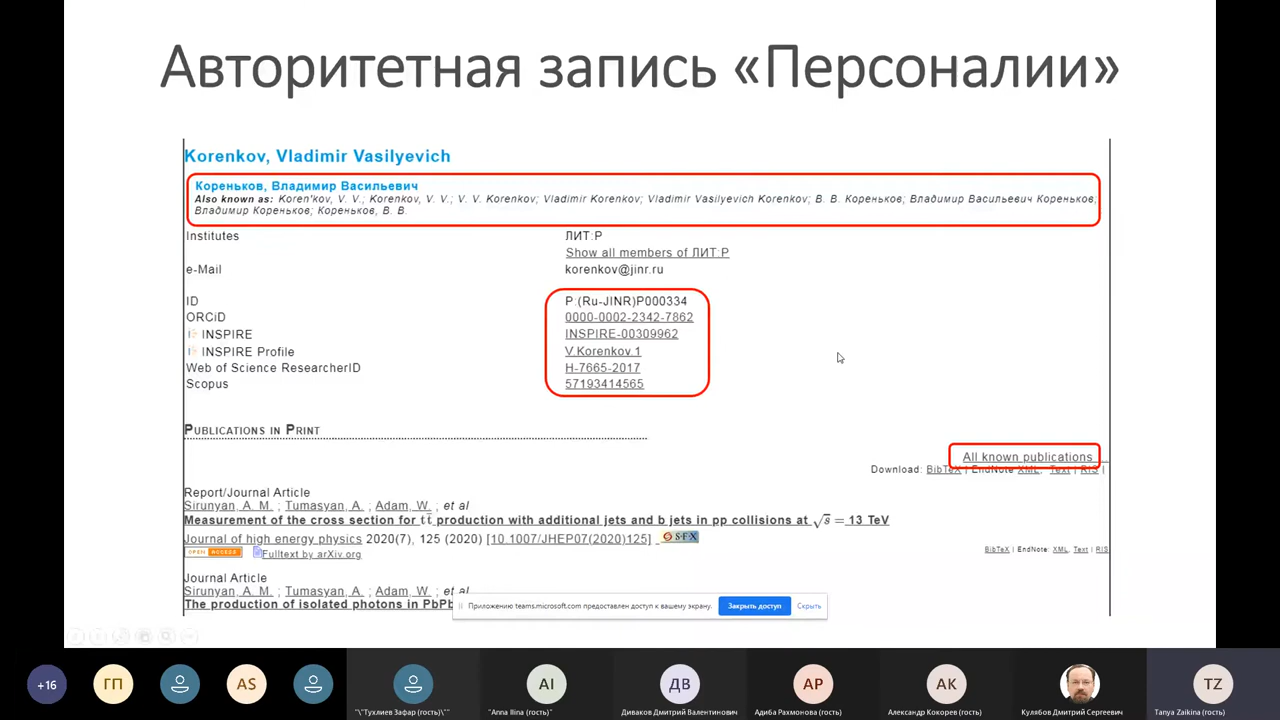 Авторитетная запись «Персоналии»
Korenkov, Vladimir Vasilyevich
Кореньков, Владимир Васильевич
Also known as: Koren'kov, V. V.; Korenkov, V. V.; V. V. Korenkov; Vladimir Korenkov; Vladimir Vasilyevich Korenkov; В. В. Кореньков; Владимир Васильевич Кореньков;
Владимир Кореньков; Кореньков, В. В.
Institutes ЛИТ:Р
Show all members of ЛИТ:Р
e-Mail korenkov@jinr.ru
ID P:(Ru-JINR)P000334
ORCiD 0000-0002-2342-7862
INSPIRE INSPIRE-00309962
INSPIRE Profile V.Korenkov.1
Web of Science ResearcherID H-7665-2017
Scopus 57193414565
PUBLICATIONS IN PRINT
All known publications
Download: BibTeX | EndNote XML, Text | RIS |
Report/Journal Article
Sirunyan, A. M. ; Tumasyan, A. ; Adam, W. ; et al
Measurement of the cross section for tt̄ production with additional jets and b jets in pp collisions at √s = 13 TeV
Journal of high energy physics 2020(7), 125 (2020) [10.1007/JHEP07(2020)125] S·F·X
OPEN ACCESS Fulltext by arXiv.org
BibTeX | EndNote: XML, Text | RIS
Journal Article
Sirunyan, A. M. ; Tumasyan, A. ; Adam, W. ; et al
The production of isolated photons in PbPb
Приложению teams.microsoft.com предоставлен доступ к вашему экрану. Закрыть доступ Скрыть
+16 ГП AS AI ДВ АР АК TZ
"\"Тухлиев Зафар (гость)\"" "Anna Ilina (гость)" Диваков Дмитрий Валентинович Адиба Рахмонова (гость) Александр Кокорев (гость) Кулябов Дмитрий Сергеевич Tanya Zaikina (гость)